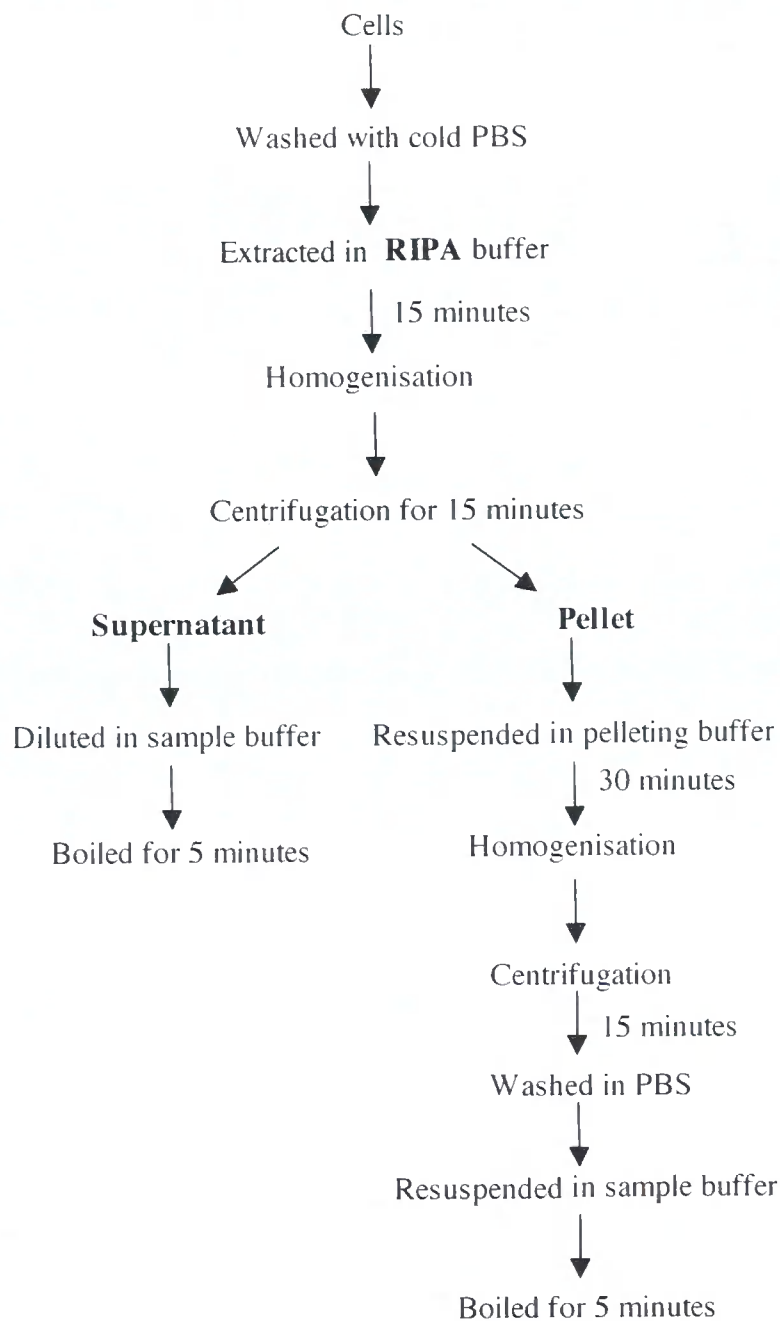 Cells
Washed with cold PBS
Extracted in RIPA buffer
15 minutes
Homogenisation
Centrifugation for 15 minutes
Supernatant
Diluted in sample buffer
Boiled for 5 minutes
Pellet
Resuspended in pelleting buffer
30 minutes
Homogenisation
Centrifugation
15 minutes
Washed in PBS
Resuspended in sample buffer
Boiled for 5 minutes